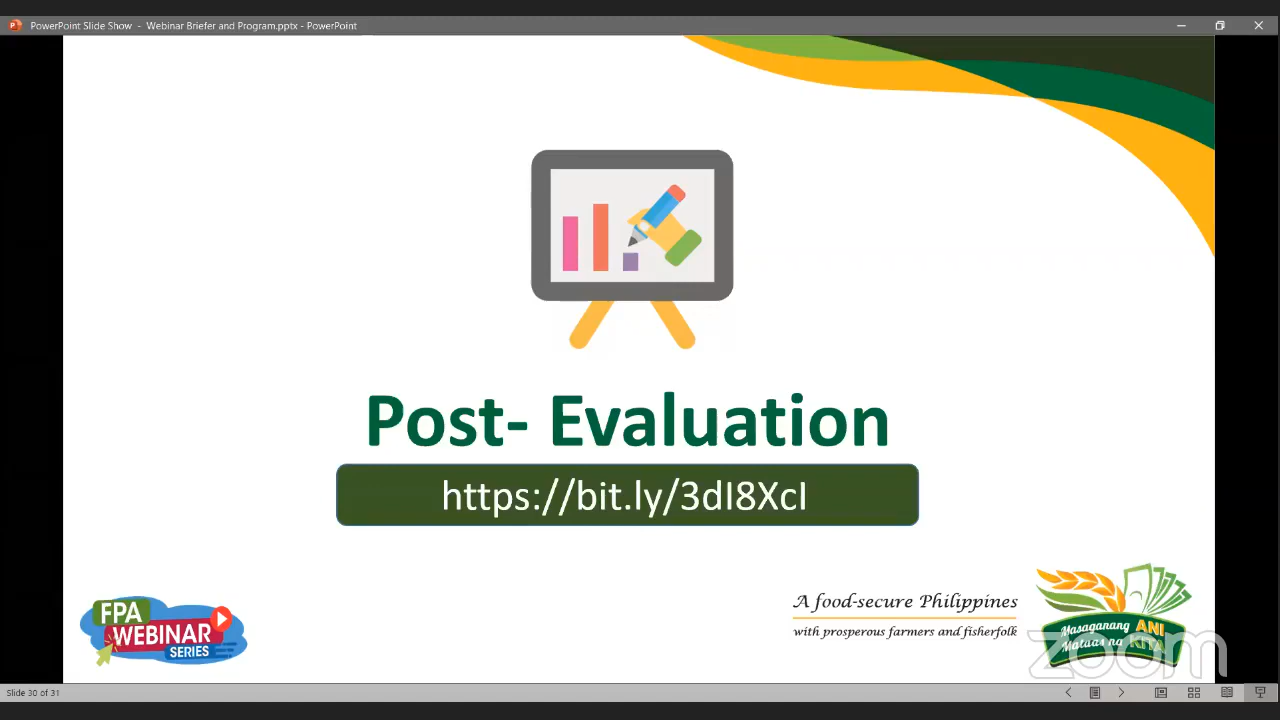 PowerPoint Slide Show - Webinar Briefer and Program.pptx - PowerPoint
Post- Evaluation
https://bit.ly/3dI8XcI
FPA
WEBINAR
SERIES
A food-secure Philippines
with prosperous farmers and fisherfolk
Masaganang ANI
Mataas na KITA
zoom
Slide 30 of 31